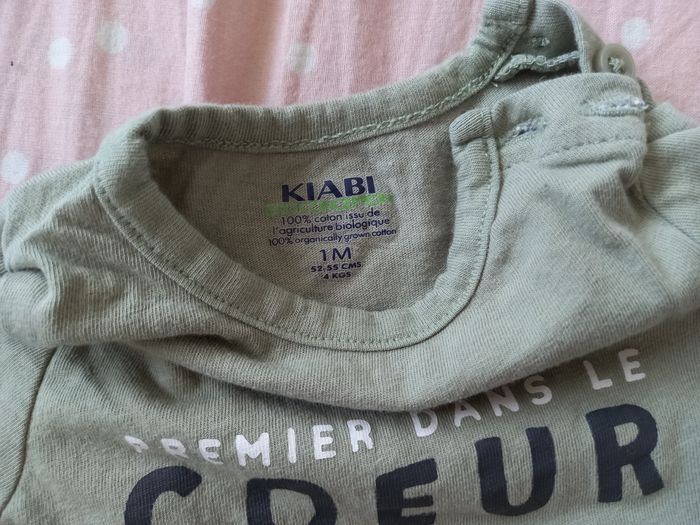 KIABI
100% coton issu de
l'agriculture biologique
100% organically grown cotton
1M
52-55 CMS
4 KGS
PREMIER DANS LE
CŒUR